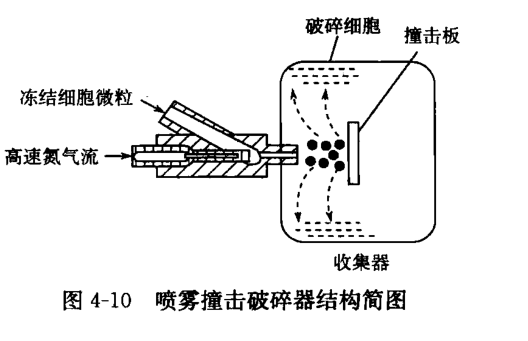 破碎细胞
撞击板
冻结细胞微粒
高速氮气流
收集器
图 4-10 喷雾撞击破碎器结构简图